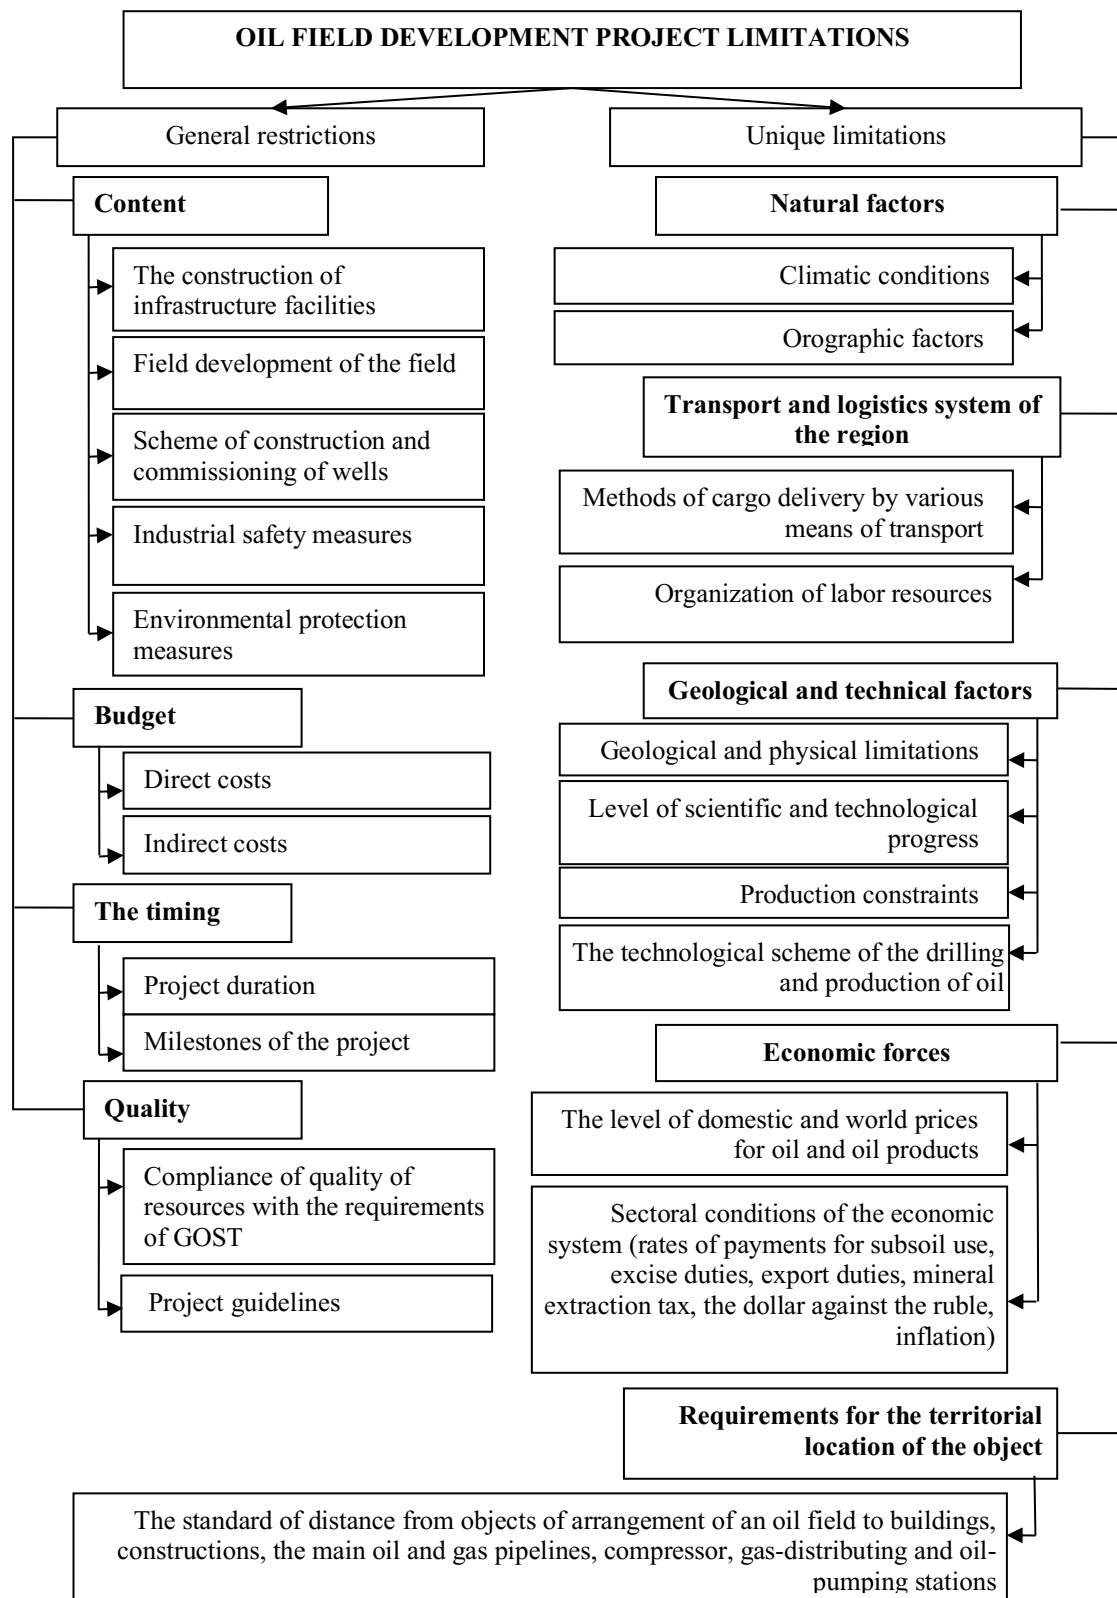 OIL FIELD DEVELOPMENT PROJECT LIMITATIONS
General restrictions
Content
The construction of
infrastructure facilities
Field development of the field
Scheme of construction and
commissioning of wells
Industrial safety measures
Environmental protection
measures
Budget
Direct costs
Indirect costs
The timing
Project duration
Milestones of the project
Quality
Compliance of quality of
resources with the requirements
of GOST
Project guidelines
Unique limitations
Natural factors
Climatic conditions
Orographic factors
Transport and logistics system of
the region
Methods of cargo delivery by various
means of transport
Organization of labor resources
Geological and technical factors
Geological and physical limitations
Level of scientific and technological
progress
Production constraints
The technological scheme of the drilling
and production of oil
Economic forces
The level of domestic and world prices
for oil and oil products
Sectoral conditions of the economic
system (rates of payments for subsoil use,
excise duties, export duties, mineral
extraction tax, the dollar against the ruble,
inflation)
Requirements for the territorial
location of the object
The standard of distance from objects of arrangement of an oil field to buildings,
constructions, the main oil and gas pipelines, compressor, gas-distributing and oil-
pumping stations